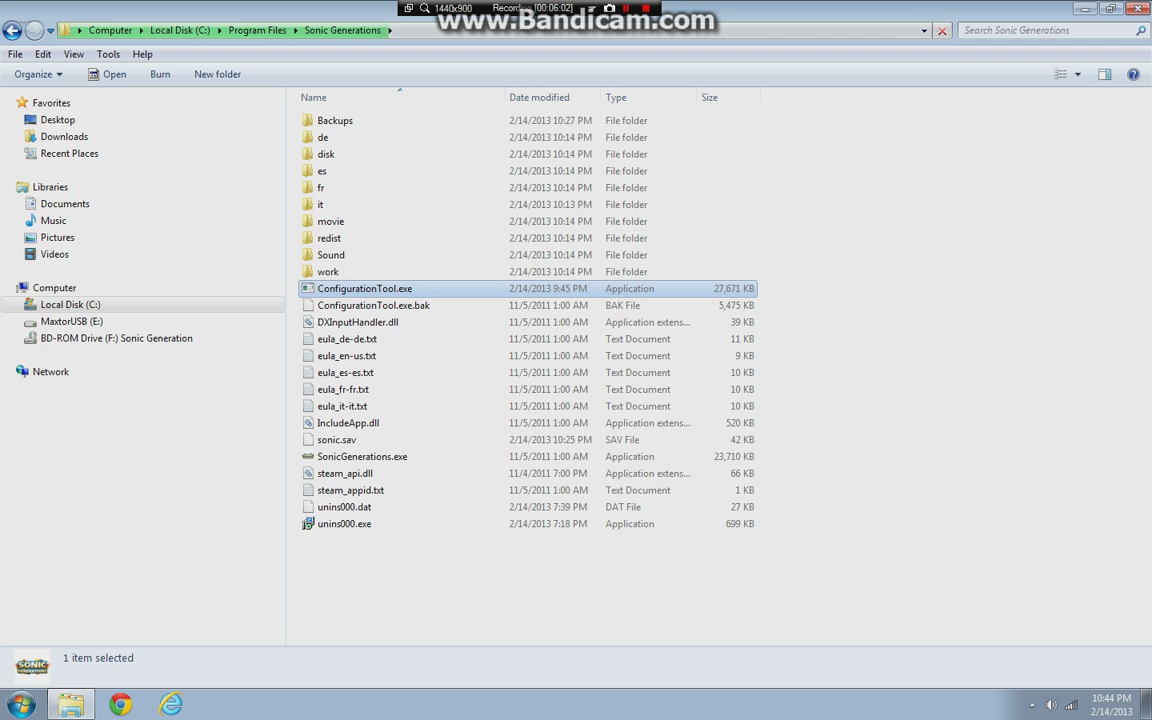 1440x900 Recording [00:06:02]
www.Bandicam.com
Computer Local Disk (C:) Program Files Sonic Generations
Search Sonic Generations
File Edit View Tools Help
Organize Open Burn New folder
Name Date modified Type Size
Favorites
Desktop
Downloads
Recent Places
Libraries
Documents
Music
Pictures
Videos
Computer
Local Disk (C:)
MaxtorUSB (E:)
BD-ROM Drive (F:) Sonic Generation
Network
Backups 2/14/2013 10:27 PM File folder
de 2/14/2013 10:14 PM File folder
disk 2/14/2013 10:14 PM File folder
es 2/14/2013 10:14 PM File folder
fr 2/14/2013 10:14 PM File folder
it 2/14/2013 10:13 PM File folder
movie 2/14/2013 10:14 PM File folder
redist 2/14/2013 10:14 PM File folder
Sound 2/14/2013 10:14 PM File folder
work 2/14/2013 10:14 PM File folder
ConfigurationTool.exe 2/14/2013 9:45 PM Application 27,671 KB
ConfigurationTool.exe.bak 11/5/2011 1:00 AM BAK File 5,475 KB
DXInputHandler.dll 11/5/2011 1:00 AM Application extens... 39 KB
eula_de-de.txt 11/5/2011 1:00 AM Text Document 11 KB
eula_en-us.txt 11/5/2011 1:00 AM Text Document 9 KB
eula_es-es.txt 11/5/2011 1:00 AM Text Document 10 KB
eula_fr-fr.txt 11/5/2011 1:00 AM Text Document 10 KB
eula_it-it.txt 11/5/2011 1:00 AM Text Document 10 KB
IncludeApp.dll 11/5/2011 1:00 AM Application extens... 520 KB
sonic.sav 2/14/2013 10:25 PM SAV File 42 KB
SonicGenerations.exe 11/5/2011 1:00 AM Application 23,710 KB
steam_api.dll 11/4/2011 7:00 PM Application extens... 66 KB
steam_appid.txt 11/5/2011 1:00 AM Text Document 1 KB
unins000.dat 2/14/2013 7:39 PM DAT File 27 KB
unins000.exe 2/14/2013 7:18 PM Application 699 KB
1 item selected
SONIC
10:44 PM
2/14/2013